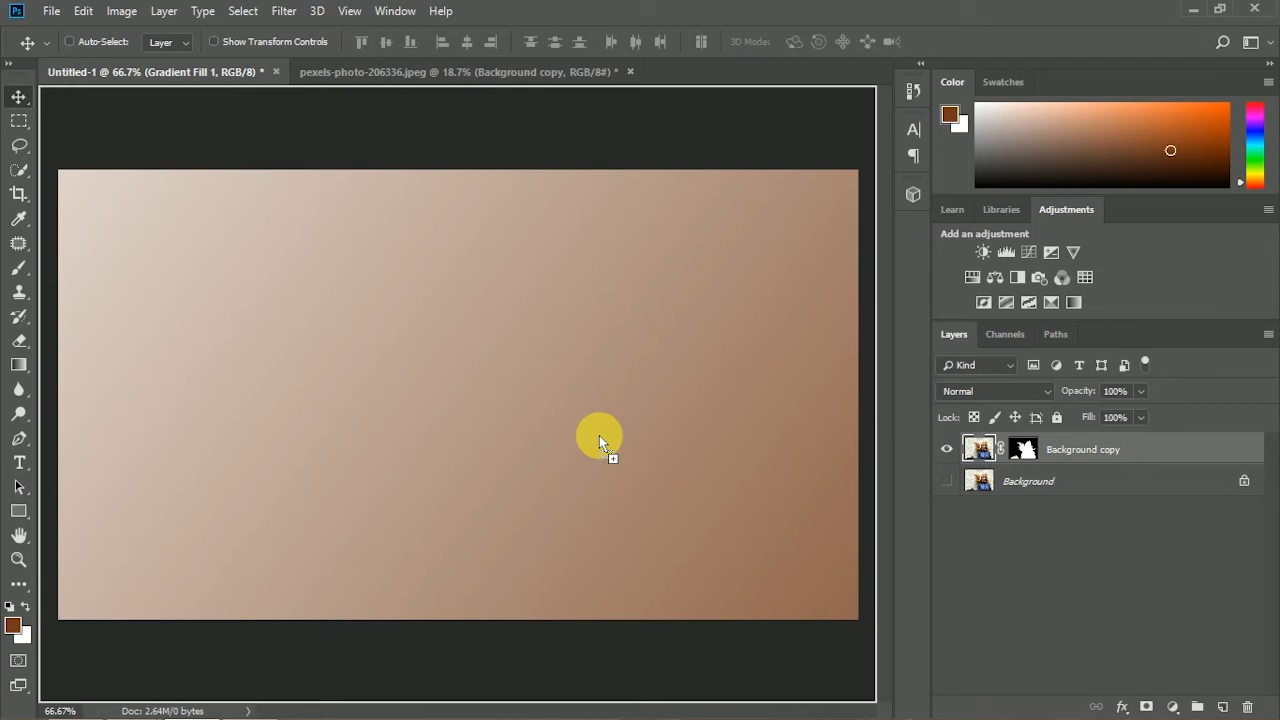 Ps File Edit Image Layer Type Select Filter 3D View Window Help
Auto-Select: Layer Show Transform Controls 3D Mode:
Untitled-1 @ 66.7% (Gradient Fill 1, RGB/8) * × pexels-photo-206336.jpeg @ 18.7% (Background copy, RGB/8#) * ×
Color Swatches
Learn Libraries Adjustments
Add an adjustment
Layers Channels Paths
Kind
Normal Opacity: 100%
Lock: Fill: 100%
Background copy
Background
66.67% Doc: 2.64M/0 bytes